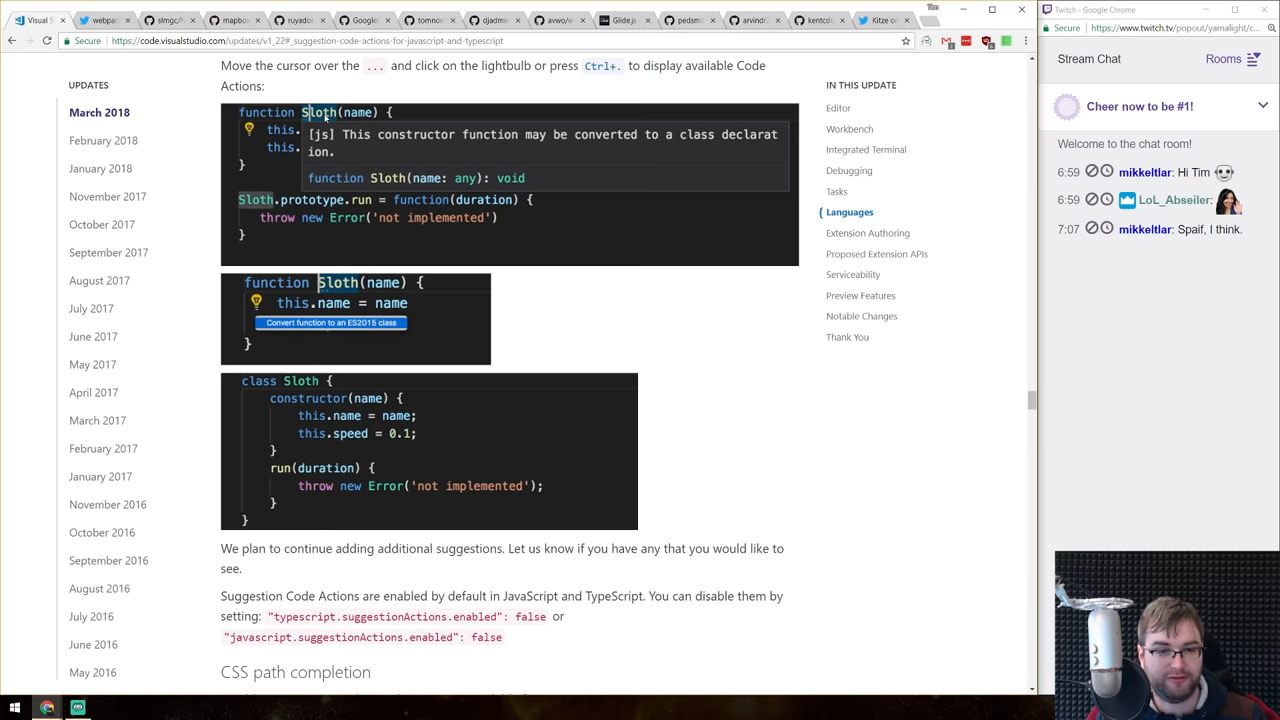 Visual S
webpac
slmgc/
mapbo
ruyador
Google
tomnom
djadmin
avwo/w
Glide.js
pedsmo
arvindr
kentcdo
Kitze on
Tim
Secure
https://code.visualstudio.com/updates/v1_22#_suggestion-code-actions-for-javascript-and-typescript
Move the cursor over the ... and click on the lightbulb or press Ctrl+. to display available Code
Actions:
UPDATES
March 2018
February 2018
January 2018
November 2017
October 2017
September 2017
August 2017
July 2017
June 2017
May 2017
April 2017
March 2017
February 2017
January 2017
November 2016
October 2016
September 2016
August 2016
July 2016
June 2016
May 2016
function Sloth(name) {
this.
this.
}
[js] This constructor function may be converted to a class declarat
ion.
function Sloth(name: any): void
Sloth.prototype.run = function(duration) {
throw new Error('not implemented')
}
function Sloth(name) {
this.name = name
Convert function to an ES2015 class
}
class Sloth {
constructor(name) {
this.name = name;
this.speed = 0.1;
}
run(duration) {
throw new Error('not implemented');
}
}
We plan to continue adding additional suggestions. Let us know if you have any that you would like to
see.
Suggestion Code Actions are enabled by default in JavaScript and TypeScript. You can disable them by
setting: "typescript.suggestionActions.enabled": false or
"javascript.suggestionActions.enabled": false
CSS path completion
IN THIS UPDATE
Editor
Workbench
Integrated Terminal
Debugging
Tasks
Languages
Extension Authoring
Proposed Extension APIs
Serviceability
Preview Features
Notable Changes
Thank You
Twitch - Google Chrome
Secure
https://www.twitch.tv/popout/yamalight/c...
Stream Chat
Rooms
Cheer now to be #1!
Welcome to the chat room!
6:59 mikkeltlar: Hi Tim
6:59 LoL_Abseiler:
7:07 mikkeltlar: Spaif, I think.